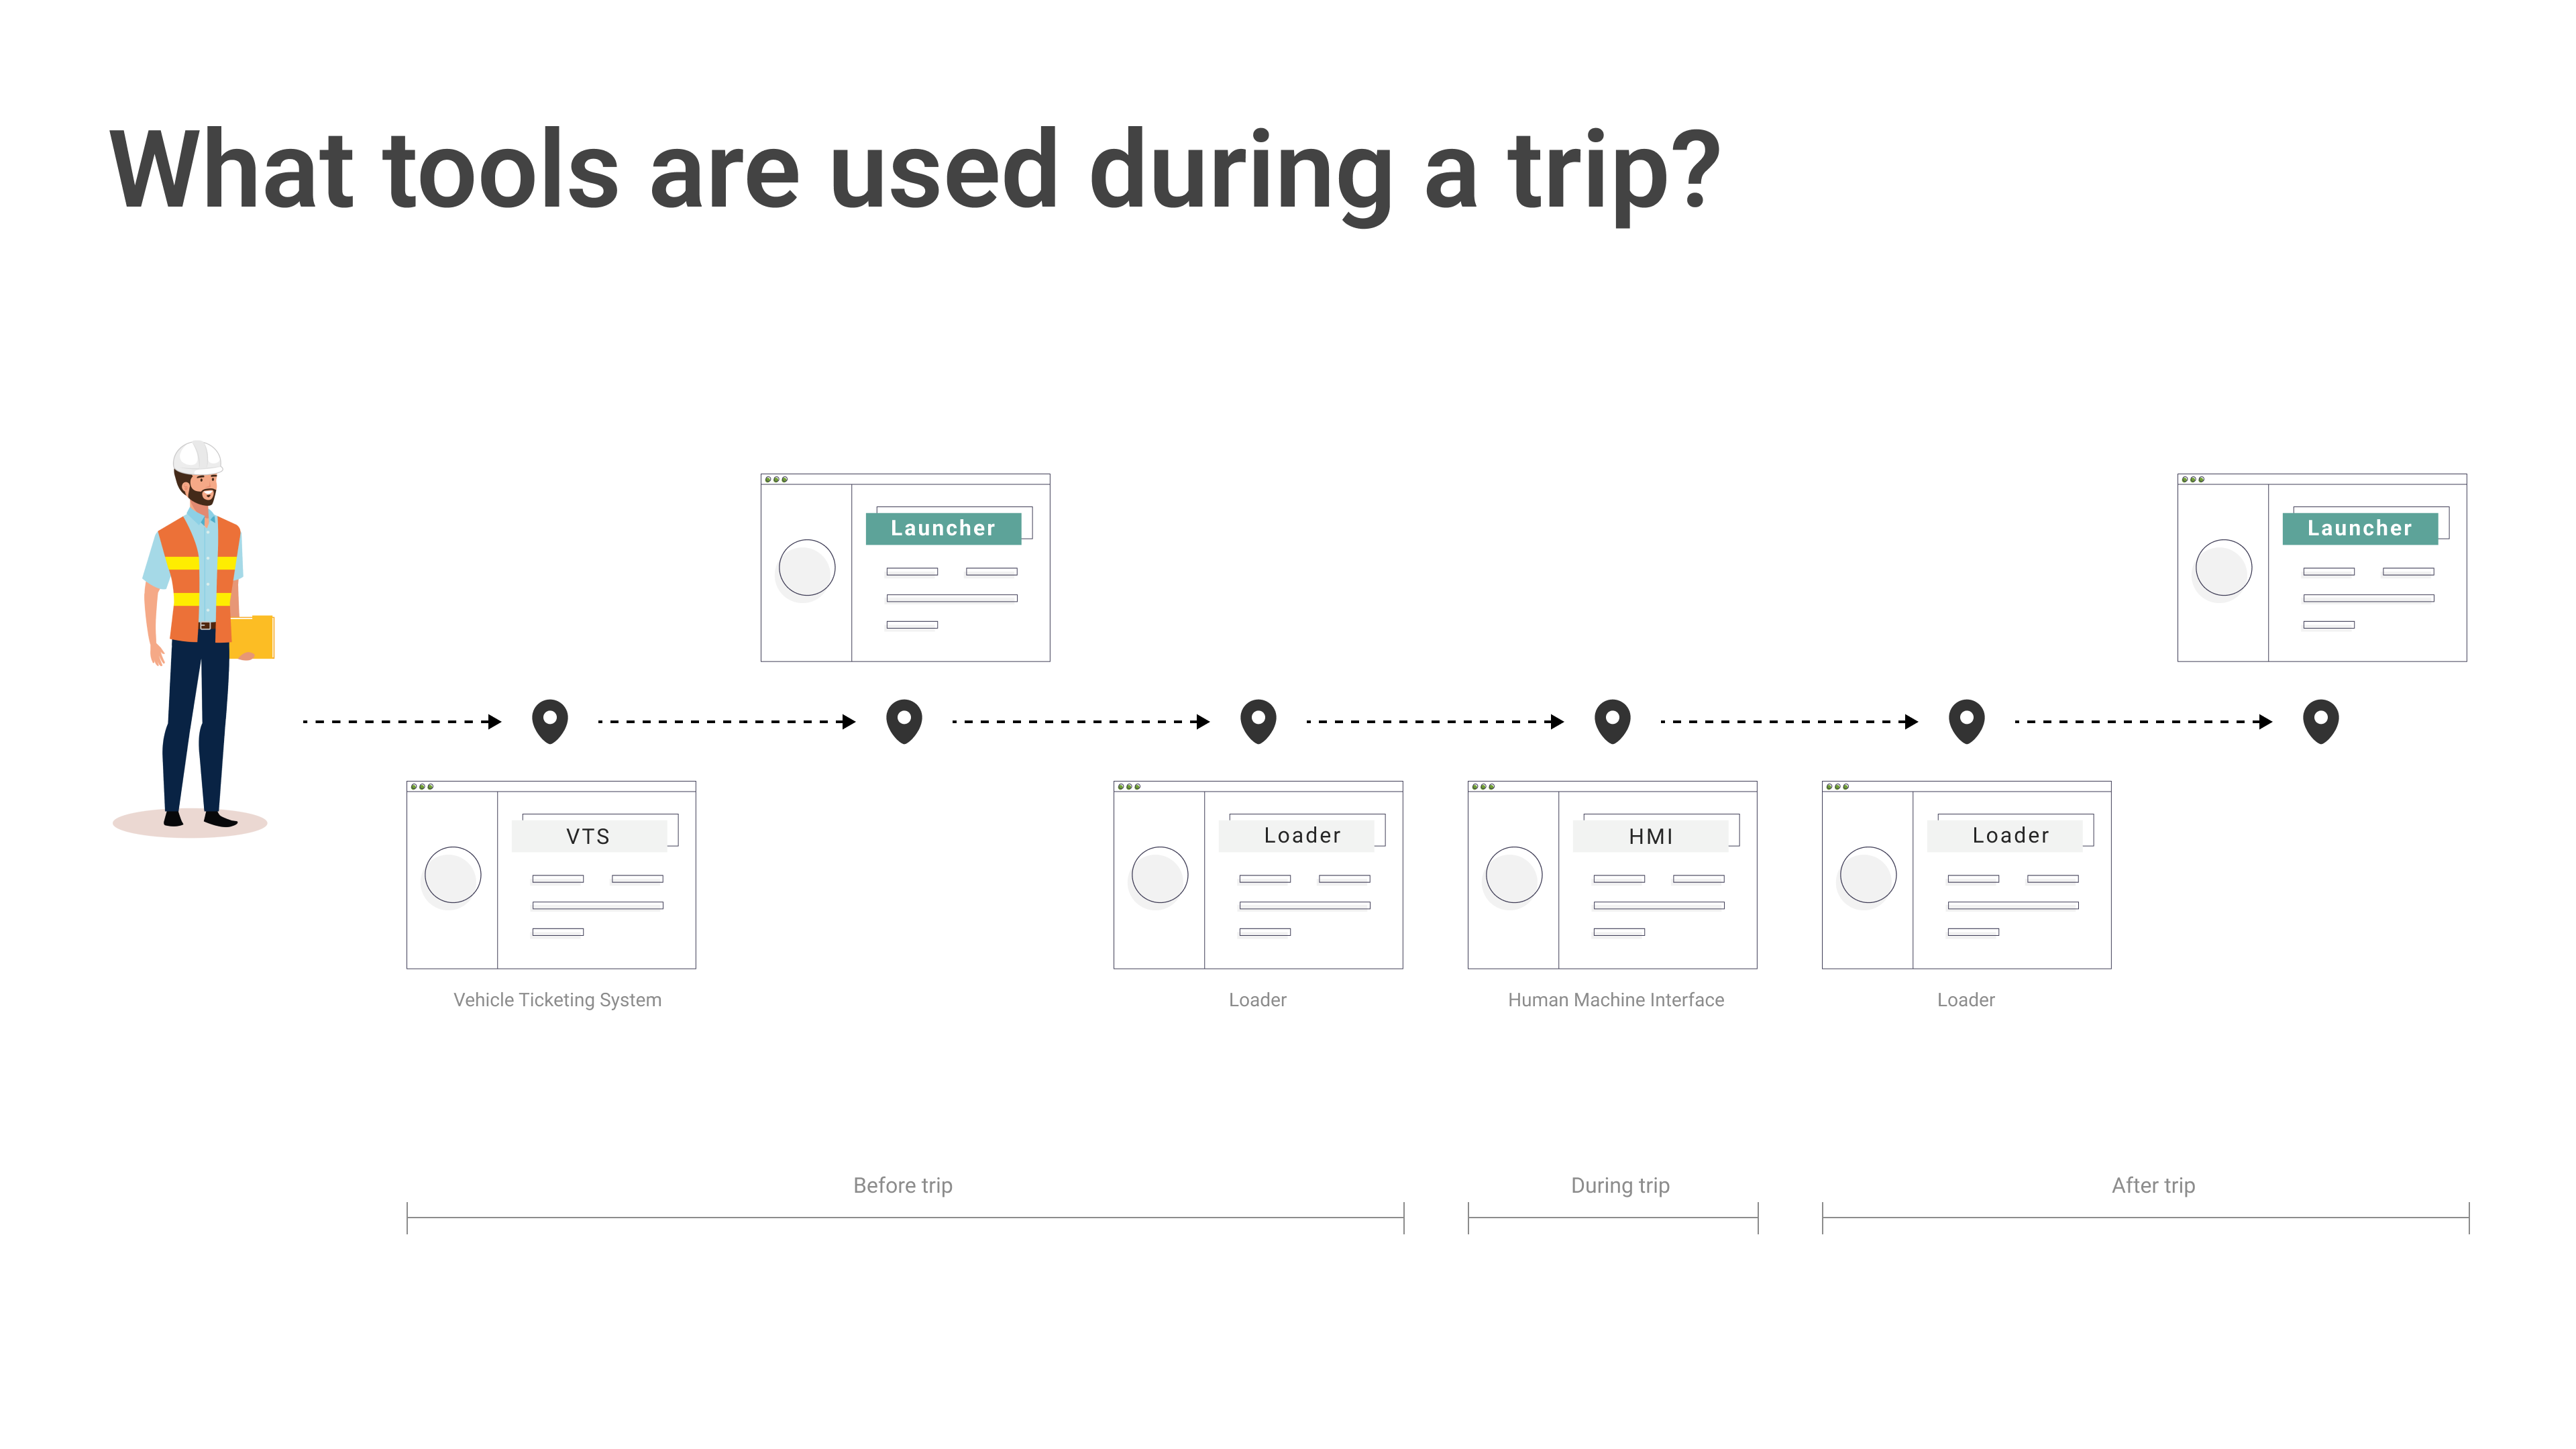 What tools are used during a trip?
Launcher
Launcher
VTS
Loader
HMI
Loader
Vehicle Ticketing System
Loader
Human Machine Interface
Loader
Before trip
During trip
After trip